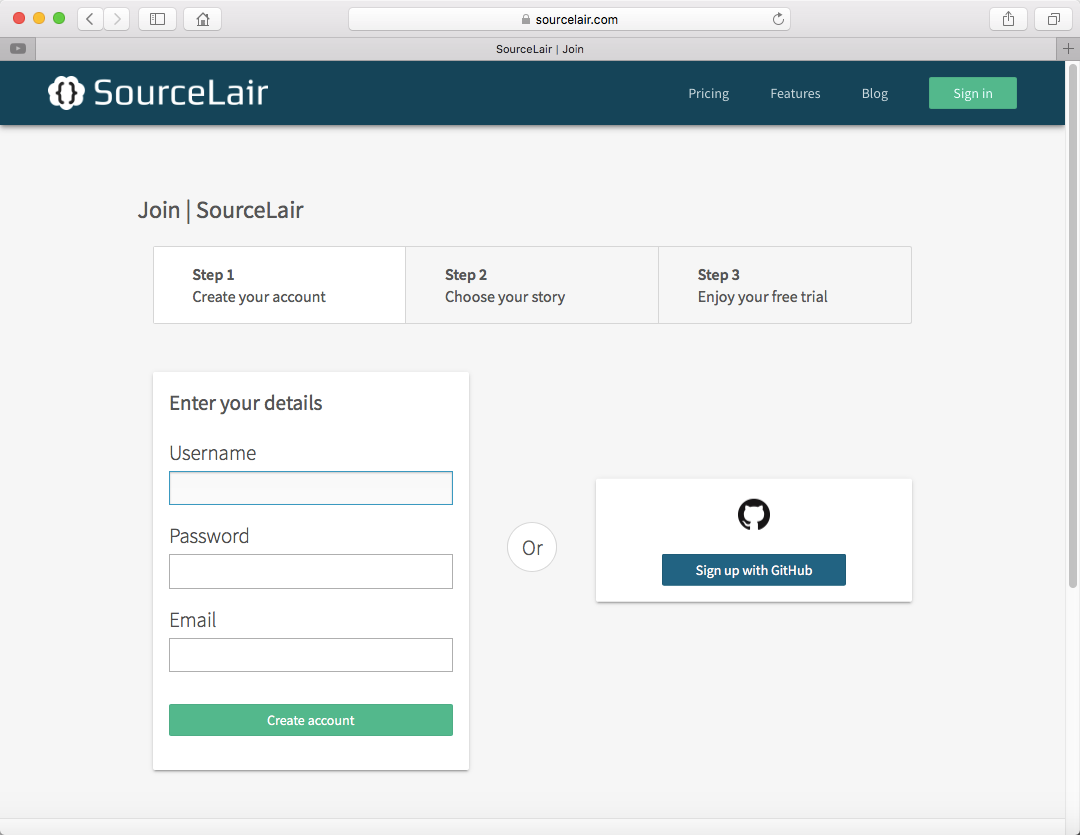 sourcelair.com
SourceLair | Join
SourceLair
Pricing
Features
Blog
Sign in
Join | SourceLair
Step 1
Create your account
Step 2
Choose your story
Step 3
Enjoy your free trial
Enter your details
Username
Password
Email
Create account
Or
Sign up with GitHub